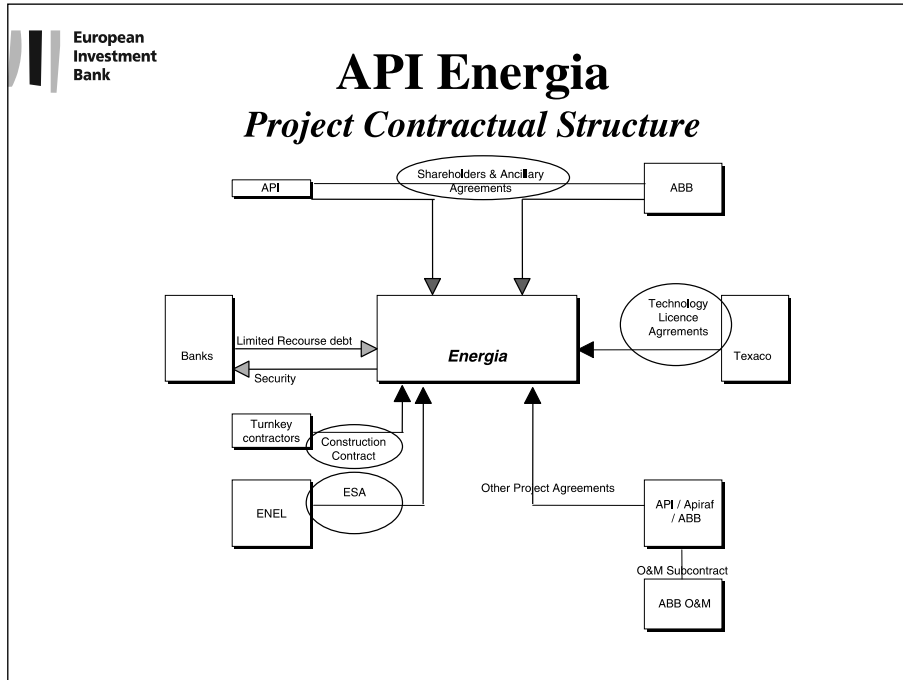 European
Investment
Bank
API Energia
Project Contractual Structure
API
Shareholders & Ancillary
Agreements
ABB
Banks
Limited Recourse debt
Security
Energia
Technology
Licence
Agrements
Texaco
Turnkey
contractors
Construction
Contract
ENEL
ESA
Other Project Agreements
API / Apiraf
/ ABB
O&M Subcontract
ABB O&M